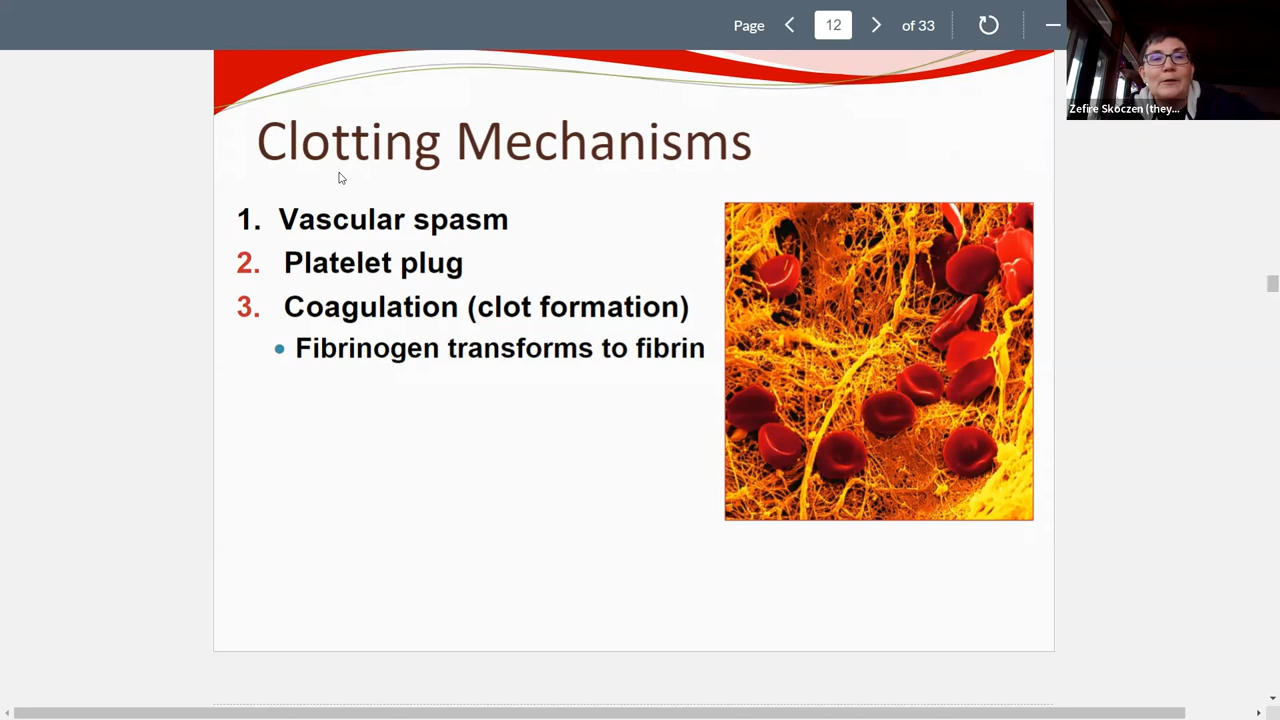 Page 12 of 33
Zefire Skoczen (they...
Clotting Mechanisms
1. Vascular spasm
2. Platelet plug
3. Coagulation (clot formation)
• Fibrinogen transforms to fibrin